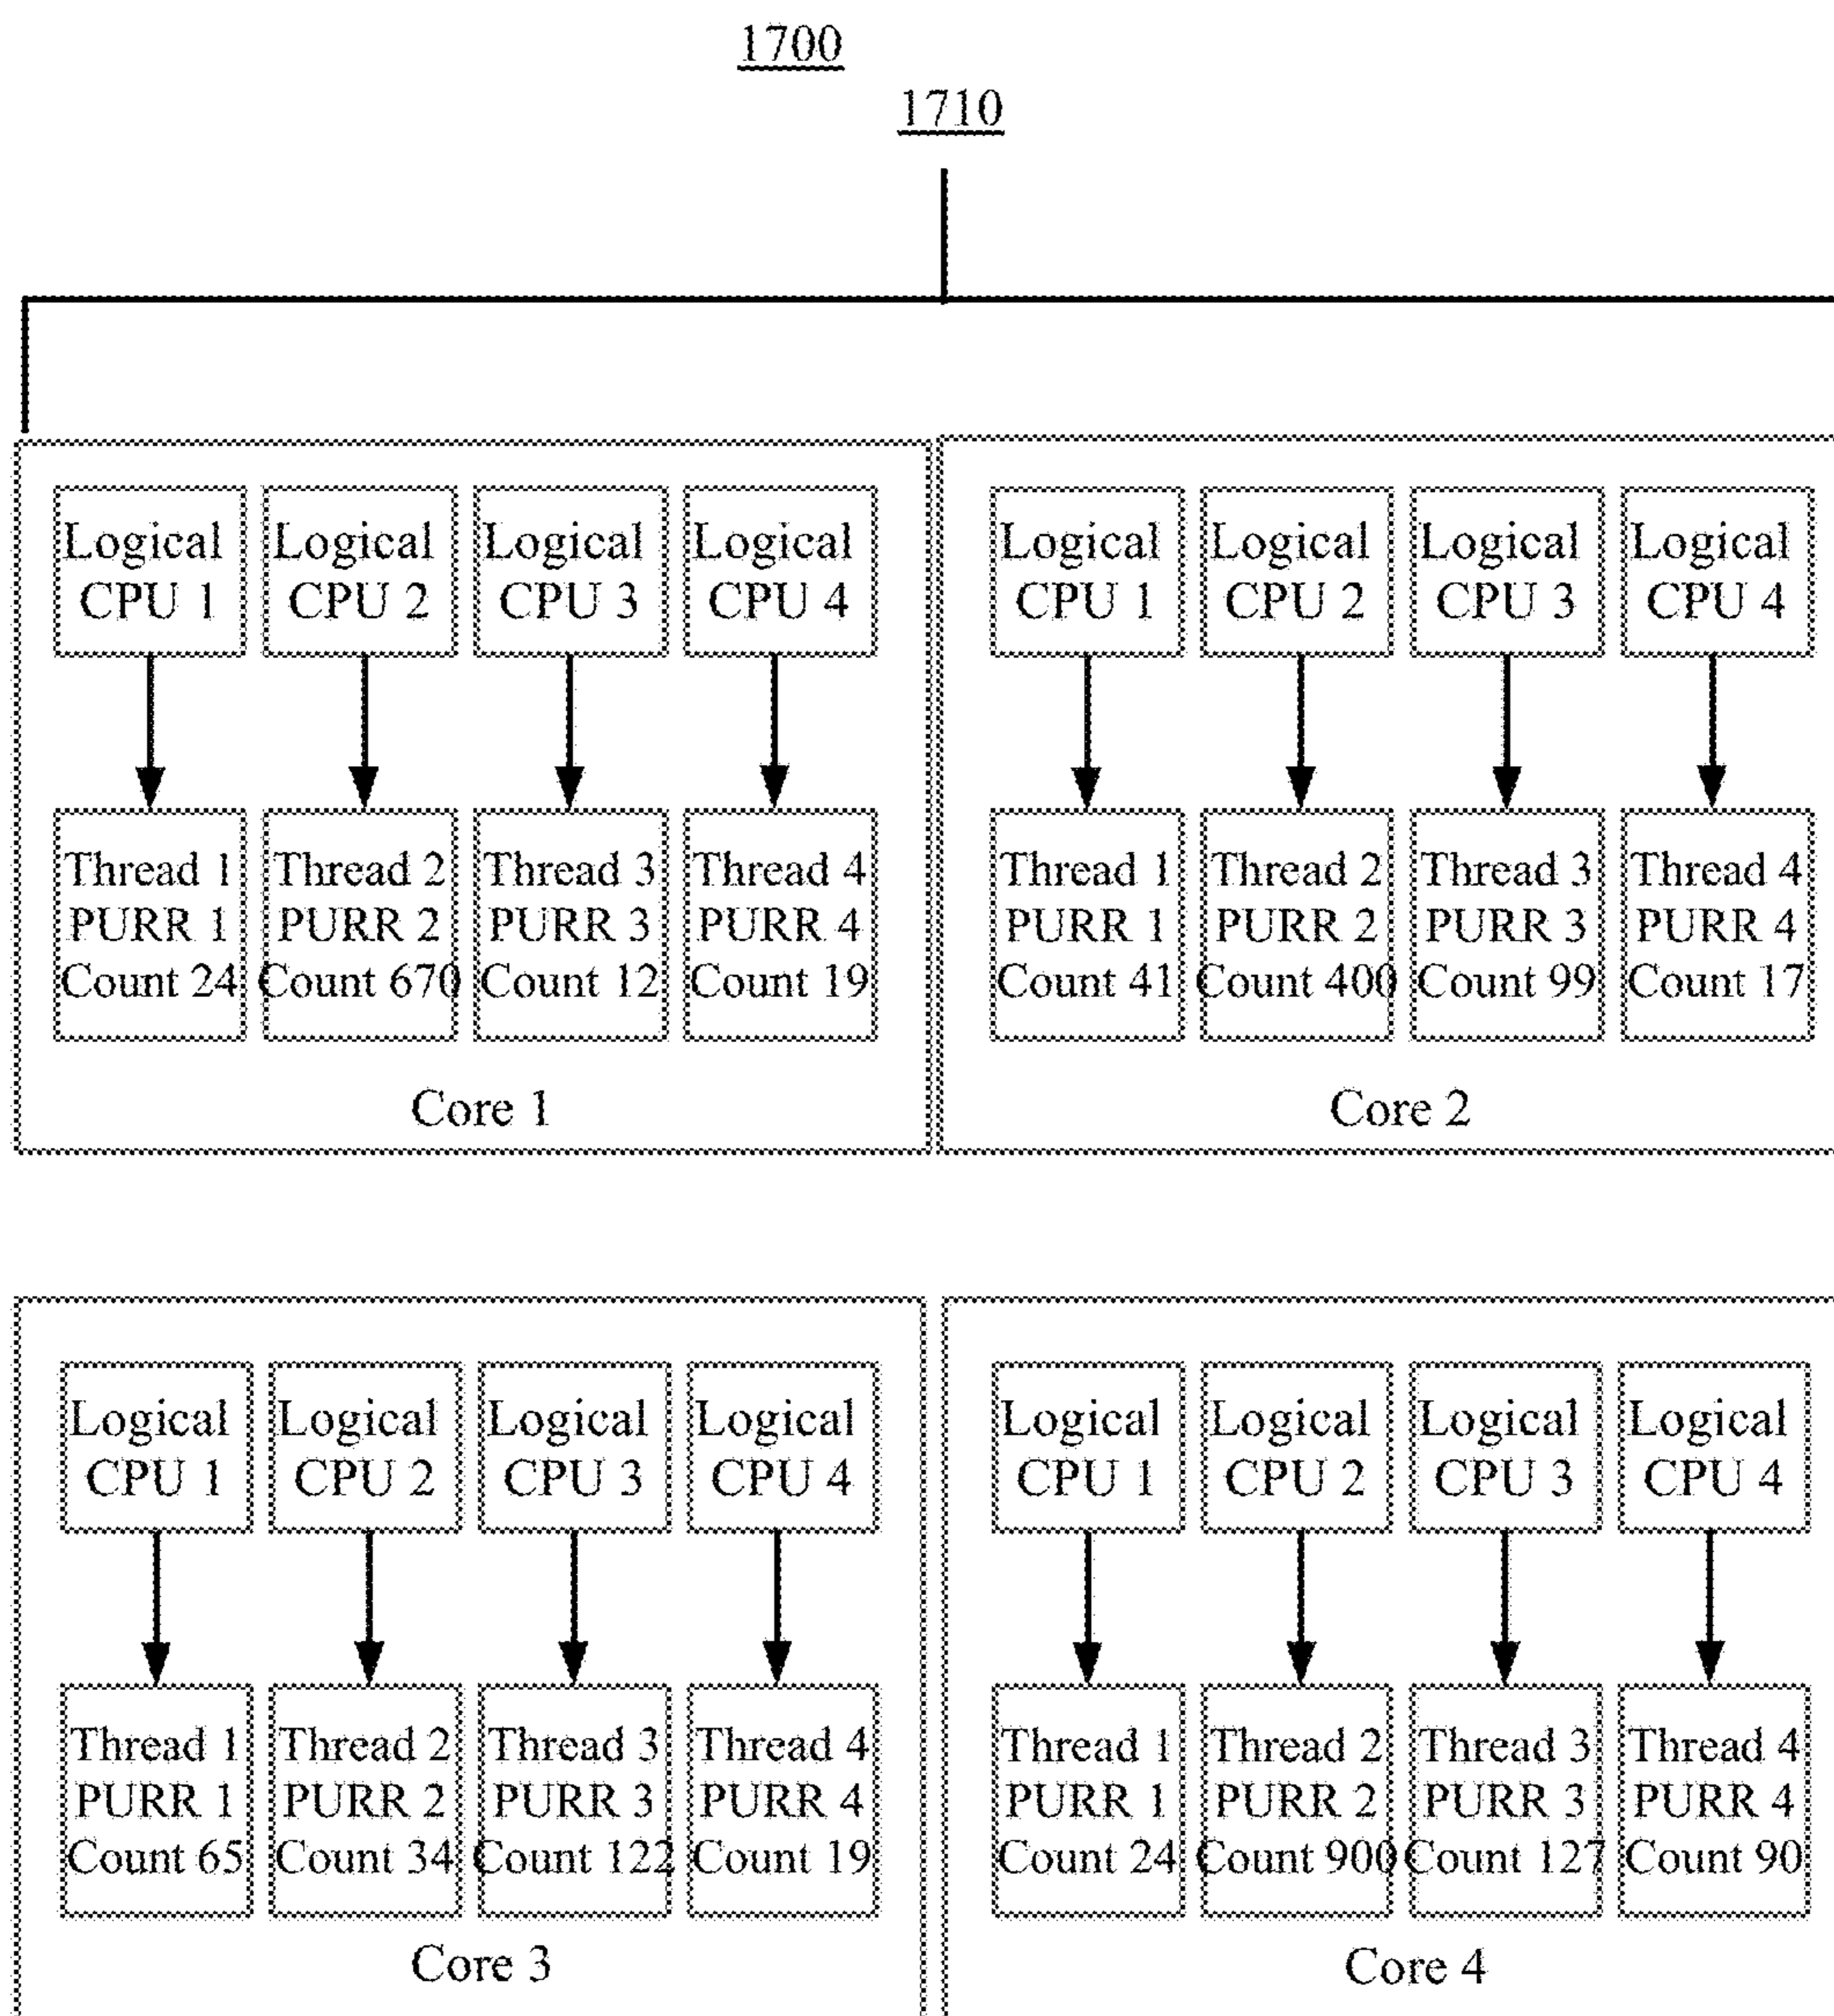 1700
1710
Logical CPU 1
Logical CPU 2
Logical CPU 3
Logical CPU 4
Logical CPU 1
Logical CPU 2
Logical CPU 3
Logical CPU 4
Thread 1 PURR 1 Count 24
Thread 2 PURR 2 Count 670
Thread 3 PURR 3 Count 12
Thread 4 PURR 4 Count 19
Thread 1 PURR 1 Count 41
Thread 2 PURR 2 Count 400
Thread 3 PURR 3 Count 99
Thread 4 PURR 4 Count 17
Core 1
Core 2
Logical CPU 1
Logical CPU 2
Logical CPU 3
Logical CPU 4
Logical CPU 1
Logical CPU 2
Logical CPU 3
Logical CPU 4
Thread 1 PURR 1 Count 65
Thread 2 PURR 2 Count 34
Thread 3 PURR 3 Count 122
Thread 4 PURR 4 Count 19
Thread 1 PURR 1 Count 24
Thread 2 PURR 2 Count 900
Thread 3 PURR 3 Count 127
Thread 4 PURR 4 Count 90
Core 3
Core 4